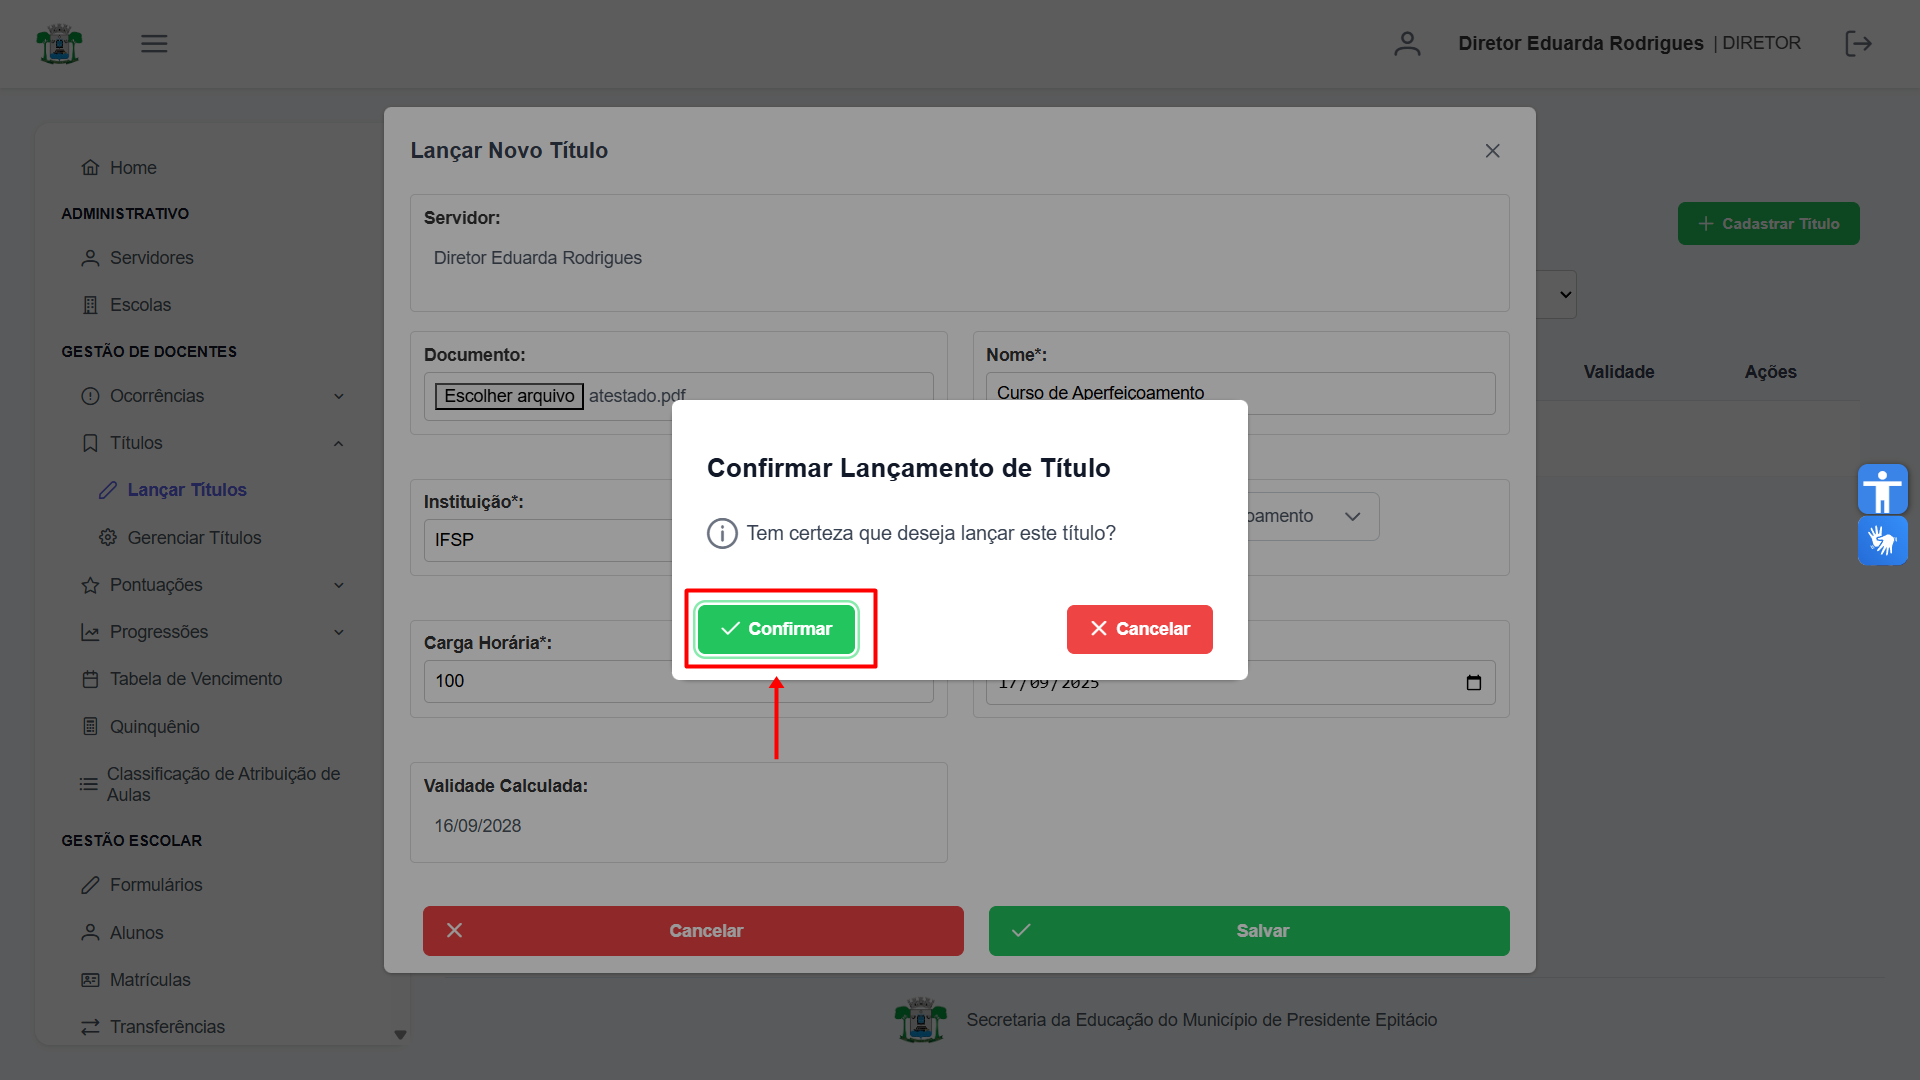 Diretor Eduarda Rodrigues | DIRETOR
Home
ADMINISTRATIVO
Servidores
Escolas
GESTÃO DE DOCENTES
Ocorrências
Títulos
Lançar Títulos
Gerenciar Títulos
Pontuações
Progressões
Tabela de Vencimento
Quinquênio
Classificação de Atribuição de
Aulas
GESTÃO ESCOLAR
Formulários
Alunos
Matrículas
Transferências
Cadastrar Titulo
Validade
Ações
Lançar Novo Título
Servidor:
Diretor Eduarda Rodrigues
Documento:
Escolher arquivo atestado.pdf
Nome*:
Curso de Aperfeiçoamento
Instituição*:
IFSP
oamento
Carga Horária*:
100
17/09/2025
Validade Calculada:
16/09/2028
Cancelar
Salvar
Confirmar Lançamento de Título
Tem certeza que deseja lançar este título?
Confirmar
Cancelar
Secretaria da Educação do Município de Presidente Epitácio